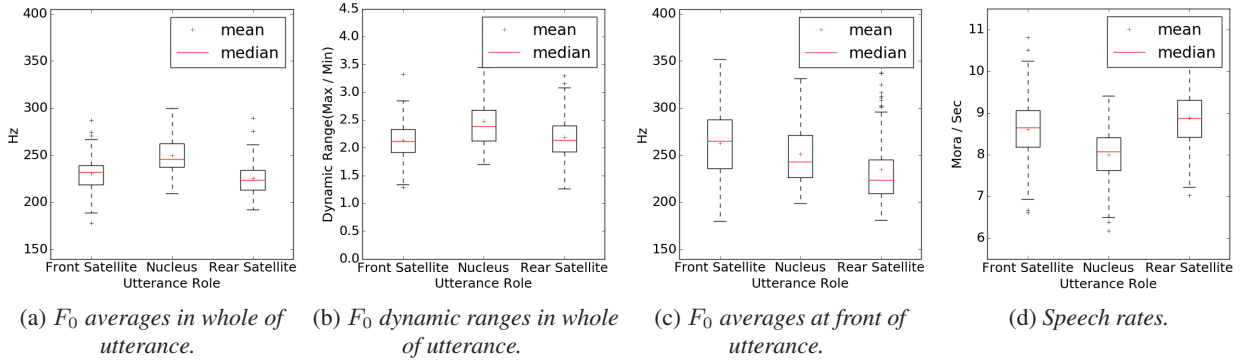 400
350
300
250
200
150
Hz
mean
median
Front Satellite Nucleus Rear Satellite
Utterance Role
(a) F0 averages in whole of
utterance.
4.5
4.0
3.5
3.0
2.5
2.0
1.5
1.0
0.5
0.0
Dynamic Range(Max / Min)
mean
median
Front Satellite Nucleus Rear Satellite
Utterance Role
(b) F0 dynamic ranges in whole
of utterance.
400
350
300
250
200
150
Hz
mean
median
Front Satellite Nucleus Rear Satellite
Utterance Role
(c) F0 averages at front of
utterance.
11
10
9
8
7
6
Mora / Sec
mean
median
Front Satellite Nucleus Rear Satellite
Utterance Role
(d) Speech rates.